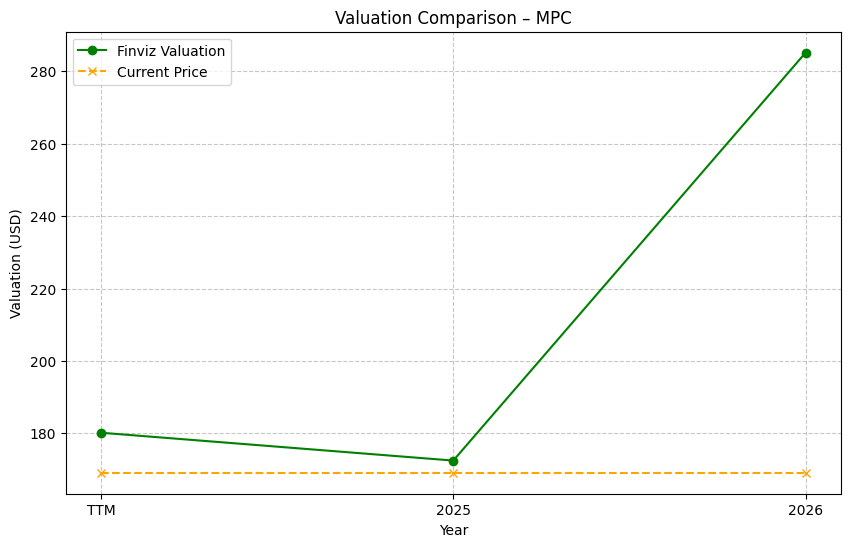 Valuation Comparison – MPC
Finviz Valuation
Current Price
280
260
240
220
200
180
Valuation (USD)
TTM
2025
2026
Year